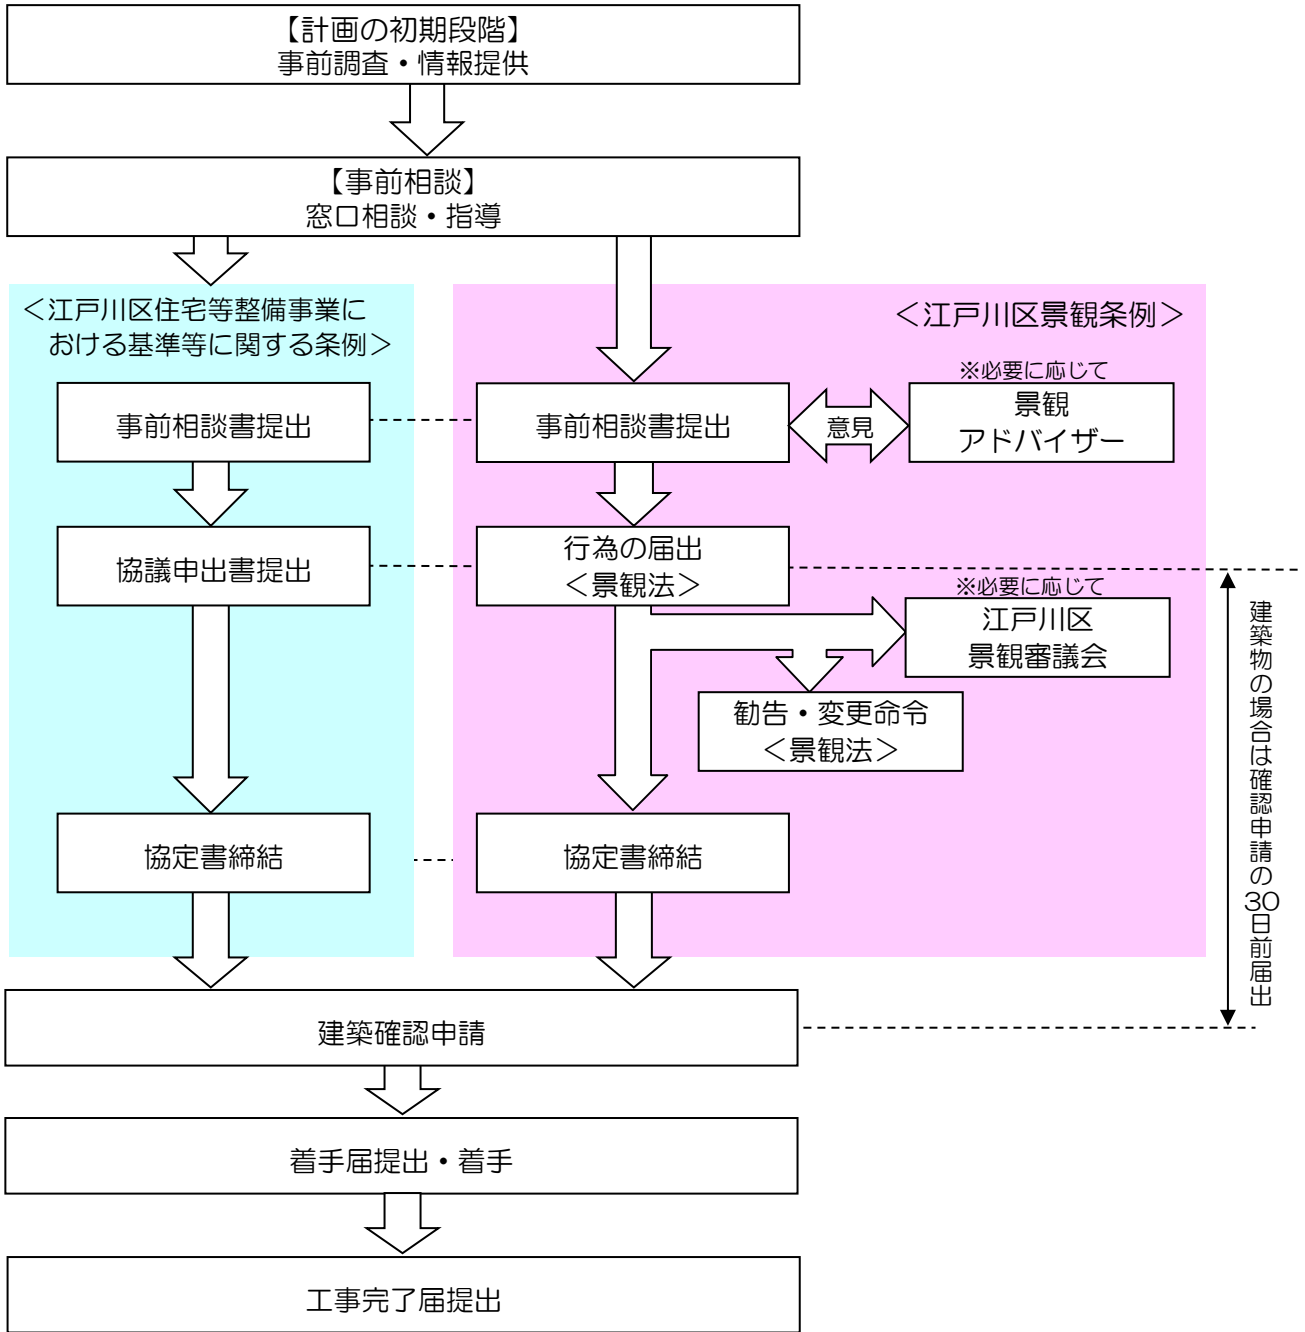 【計画の初期段階】
事前調査・情報提供
【事前相談】
窓口相談・指導
＜江戸川区住宅等整備事業に
おける基準等に関する条例＞
＜江戸川区景観条例＞
事前相談書提出
事前相談書提出
意見
※必要に応じて
景観
アドバイザー
協議申出書提出
行為の届出
＜景観法＞
※必要に応じて
江戸川区
景観審議会
勧告・変更命令
＜景観法＞
協定書締結
協定書締結
建築物の場合は確認申請の30日前届出
建築確認申請
着手届提出・着手
工事完了届提出